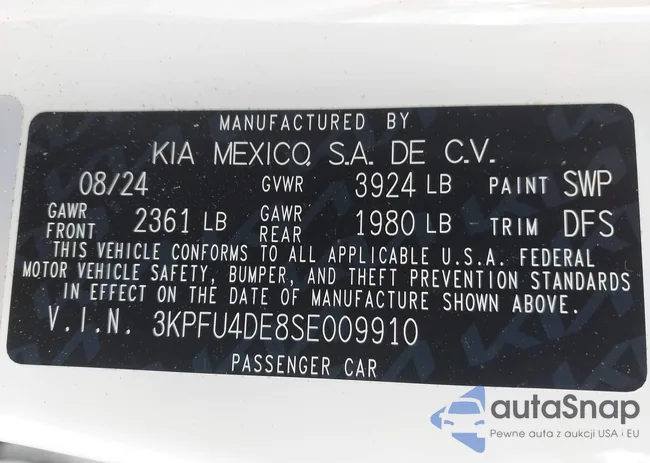 MANUFACTURED BY
KIA MEXICO, S.A. DE C.V.
08/24 GVWR 3924 LB PAINT SWP
GAWR FRONT 2361 LB GAWR REAR 1980 LB TRIM DFS
THIS VEHICLE CONFORMS TO ALL APPLICABLE U.S.A. FEDERAL
MOTOR VEHICLE SAFETY, BUMPER, AND THEFT PREVENTION STANDARDS
IN EFFECT ON THE DATE OF MANUFACTURE SHOWN ABOVE.
V.I.N. 3KPFU4DE8SE009910
PASSENGER CAR
autaSnap
Pewne auta z aukcji USA i EU